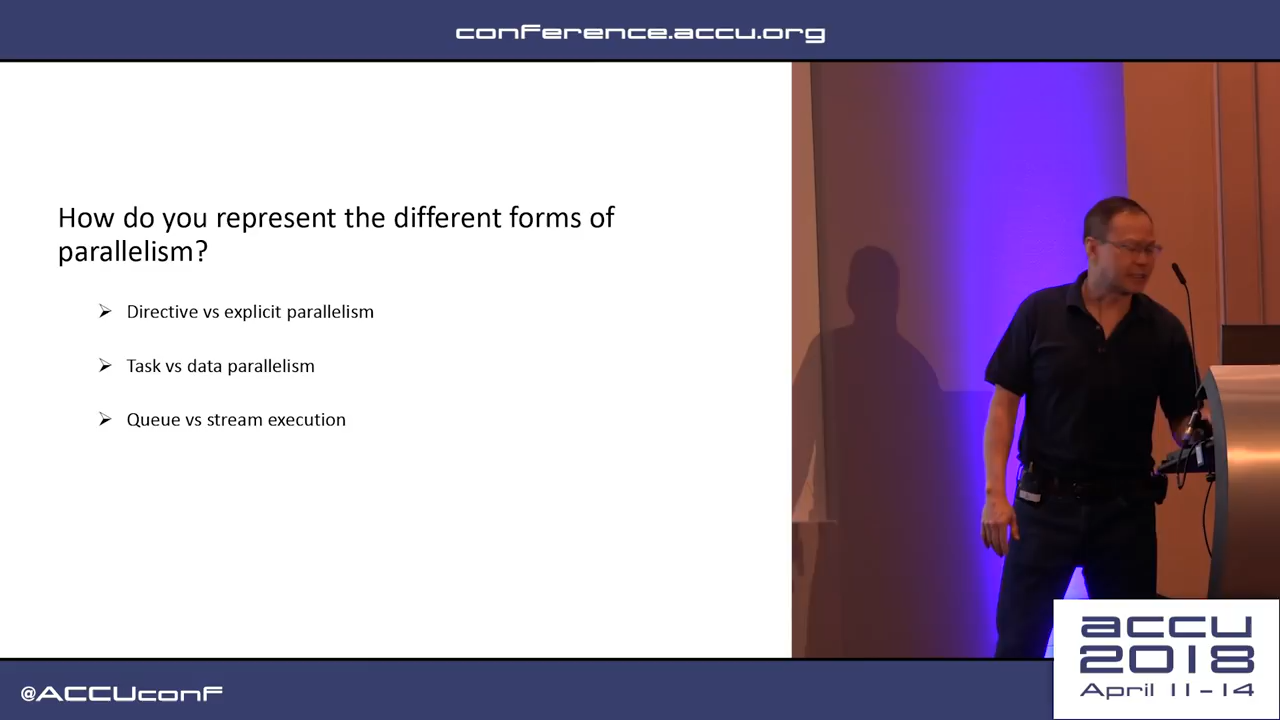 conference.accu.org
How do you represent the different forms of
parallelism?
Directive vs explicit parallelism
Task vs data parallelism
Queue vs stream execution
accu
2018
April 11-14
@ACCUconf